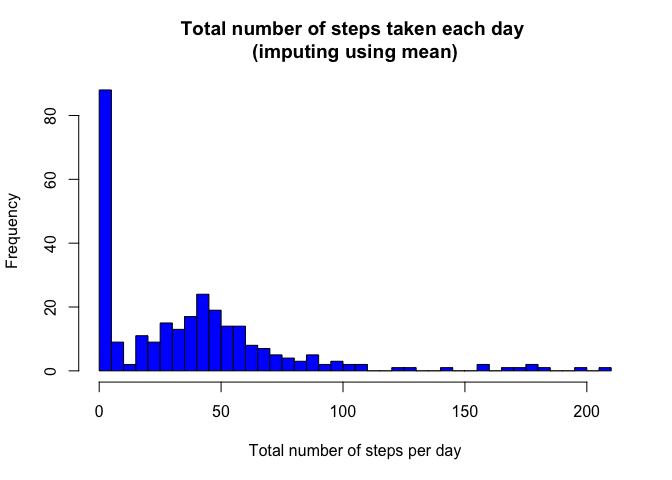 Total number of steps taken each day
(imputing using mean)
Frequency
80
60
40
20
0
0 50 100 150 200
Total number of steps per day